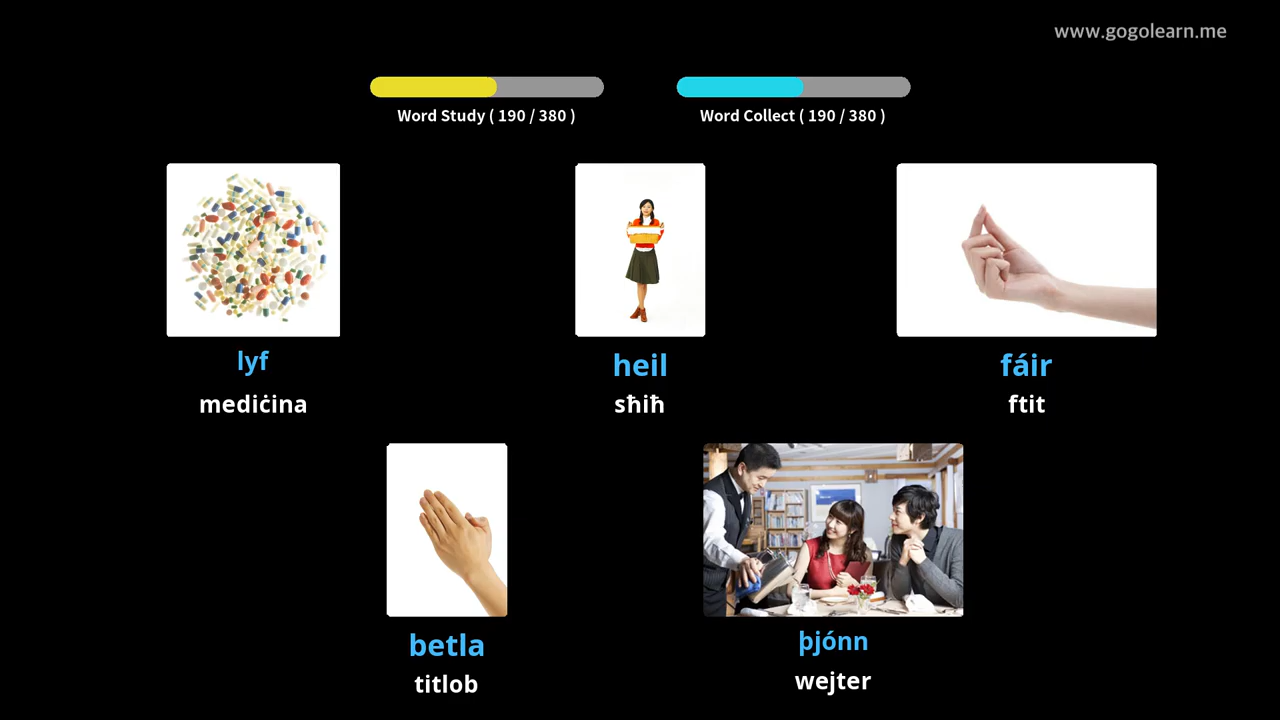 www.gogolearn.me
Word Study ( 190 / 380 )
Word Collect ( 190 / 380 )
lyf
mediċina
heil
sħiħ
fáir
ftit
betla
titlob
þjónn
wejter